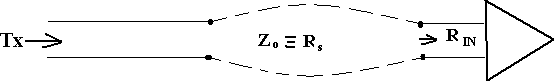 Tx
Z₀ ≡ Rₛ
R_IN